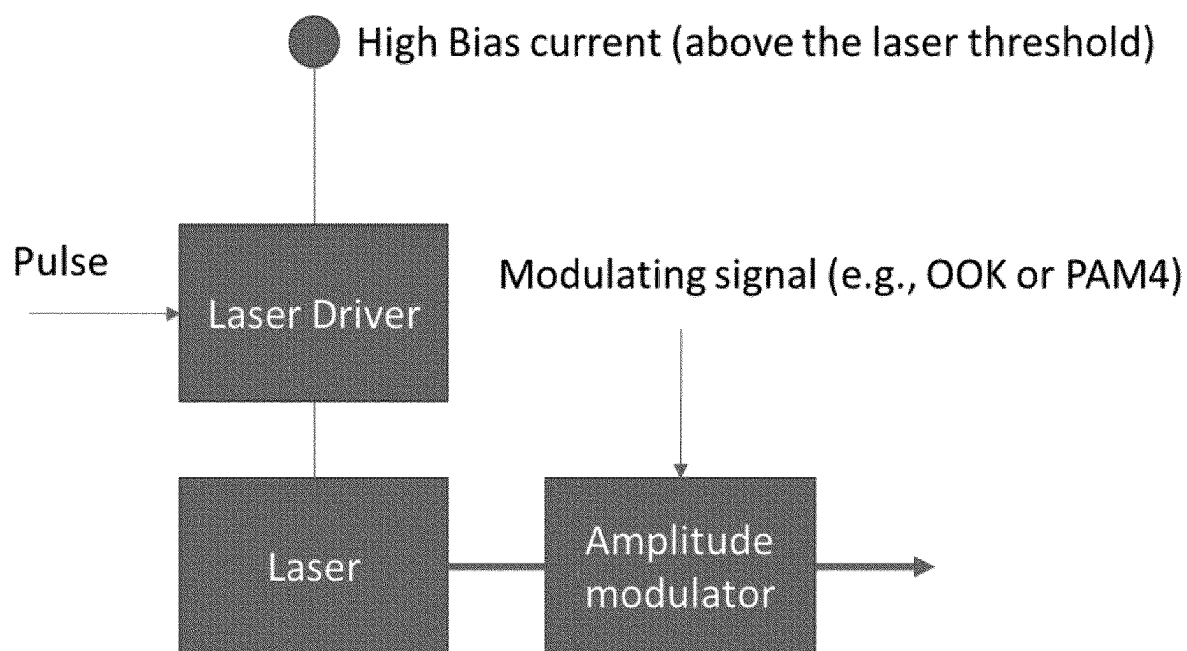 High Bias current (above the laser threshold)
Pulse
Modulating signal (e.g., OOK or PAM4)
Laser Driver
Laser
Amplitude
modulator